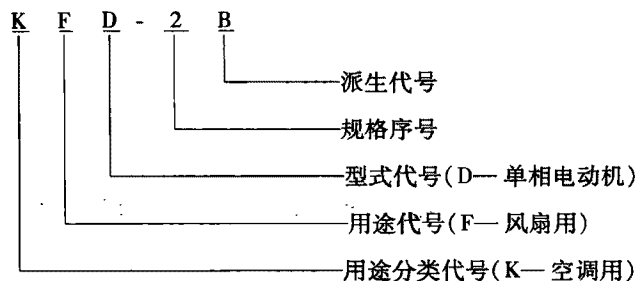 K F D - 2 B
派生代号
规格序号
型式代号(D—单相电动机)
用途代号(F—风扇用)
用途分类代号(K—空调用)